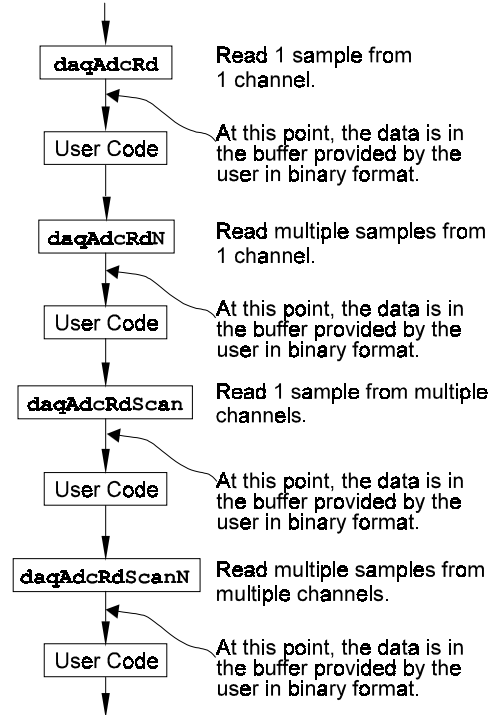 daqAdcRd
Read 1 sample from
1 channel.
At this point, the data is in
the buffer provided by the
user in binary format.
User Code
daqAdcRdN
Read multiple samples from
1 channel.
At this point, the data is in
the buffer provided by the
user in binary format.
User Code
daqAdcRdScan
Read 1 sample from multiple
channels.
At this point, the data is in
the buffer provided by the
user in binary format.
User Code
daqAdcRdScanN
Read multiple samples from
multiple channels.
At this point, the data is in
the buffer provided by the
user in binary format.
User Code